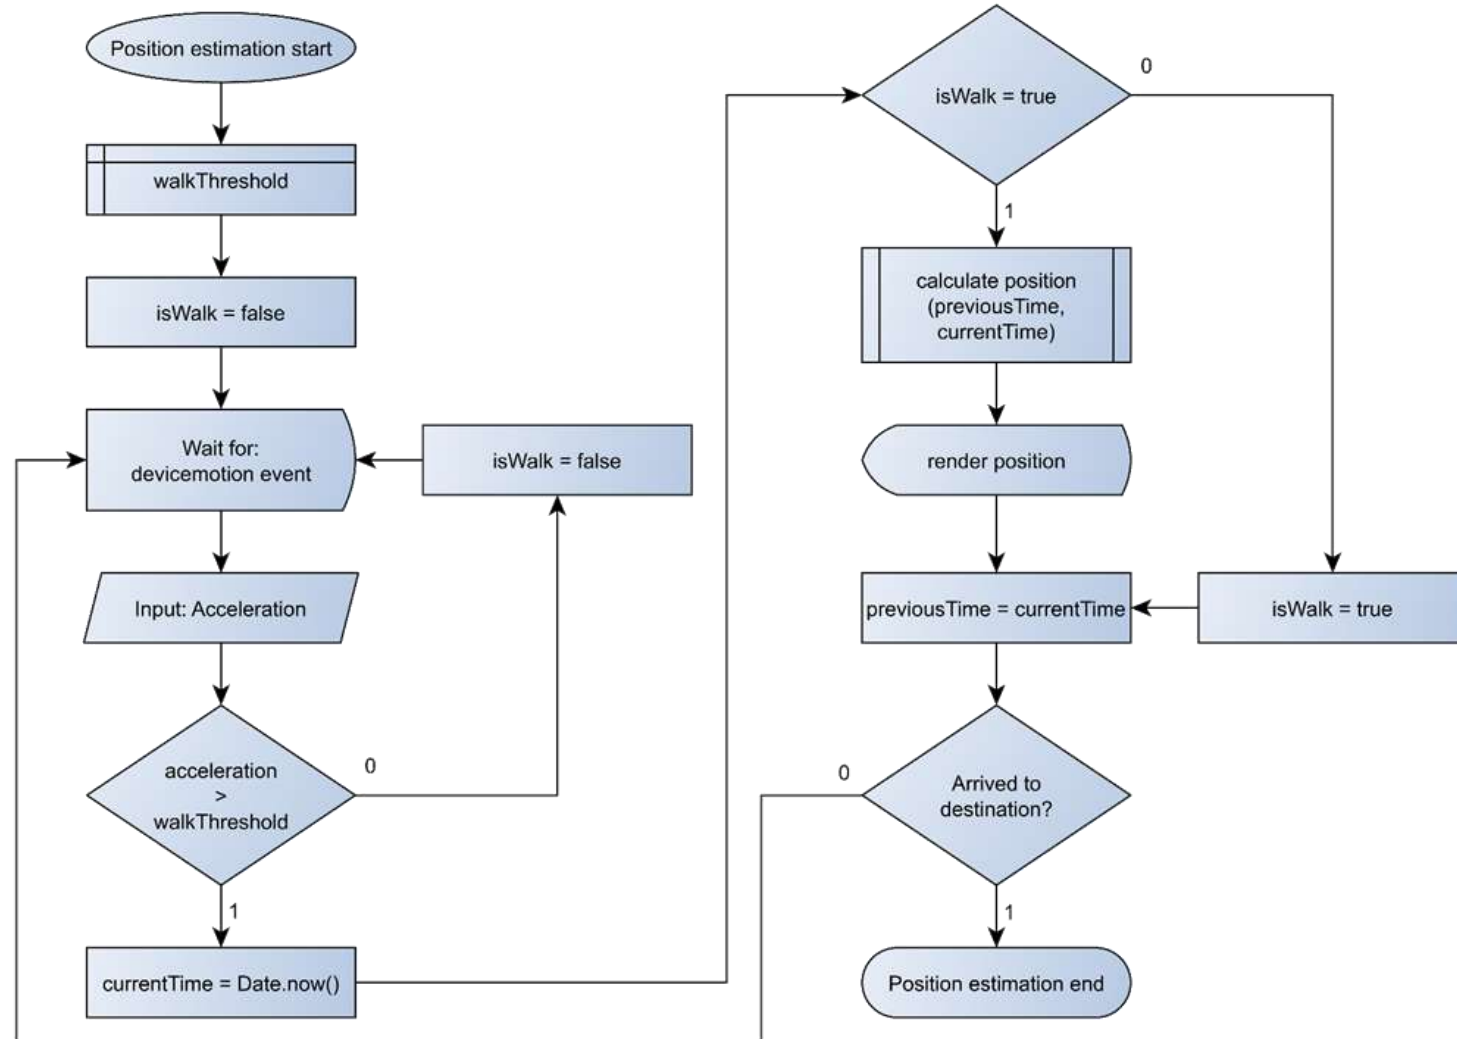 Position estimation start
walkThreshold
isWalk = false
Wait for:
devicemotion event
isWalk = false
Input: Acceleration
acceleration
>
walkThreshold
0
1
currentTime = Date.now()
isWalk = true
0
1
calculate position
(previousTime,
currentTime)
render position
previousTime = currentTime
isWalk = true
Arrived to
destination?
0
1
Position estimation end